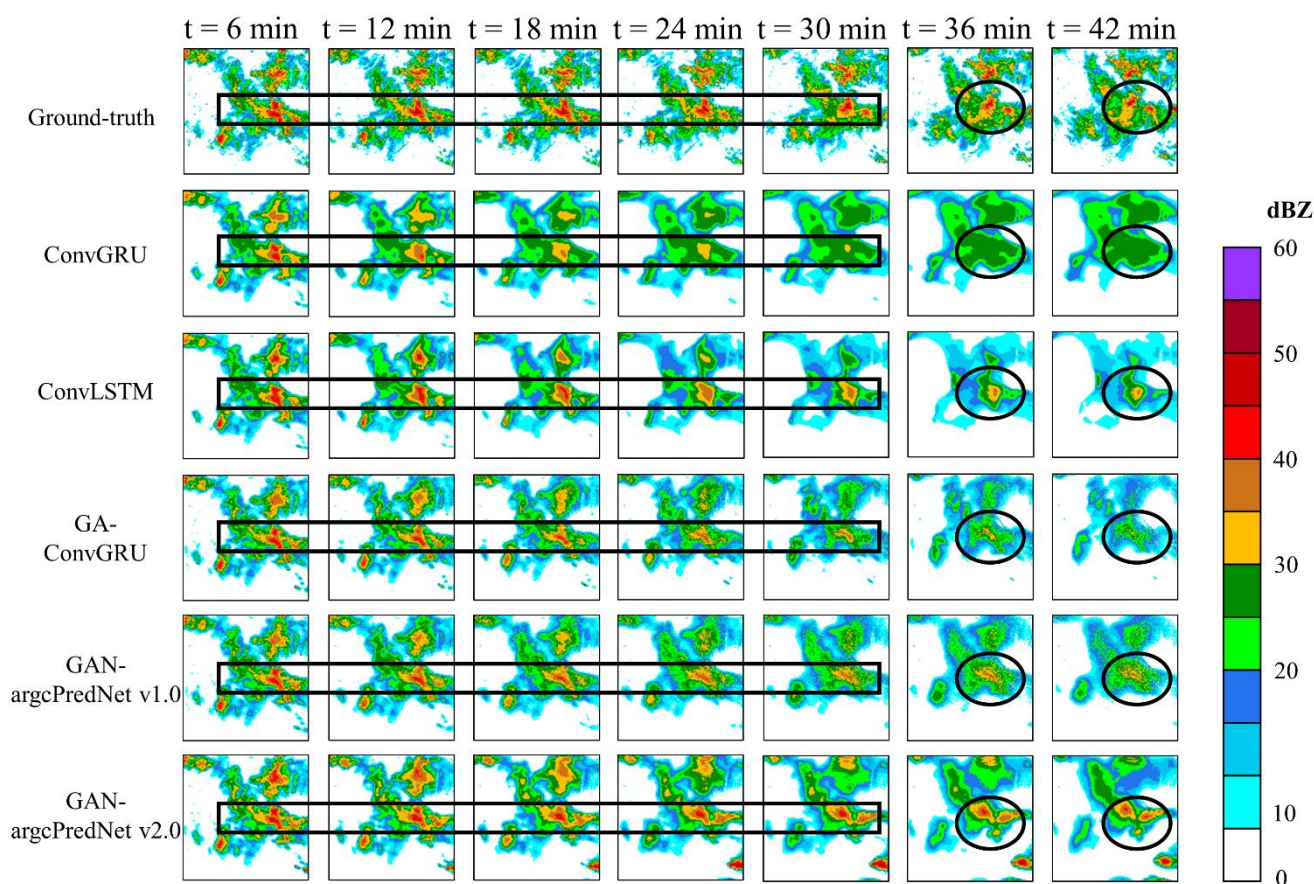 t = 6 min t = 12 min t = 18 min t = 24 min t = 30 min t = 36 min t = 42 min
Ground-truth
ConvGRU
ConvLSTM
GA-
ConvGRU
GAN-
argcPredNet v1.0
GAN-
argcPredNet v2.0
dBZ
60
50
40
30
20
10
0